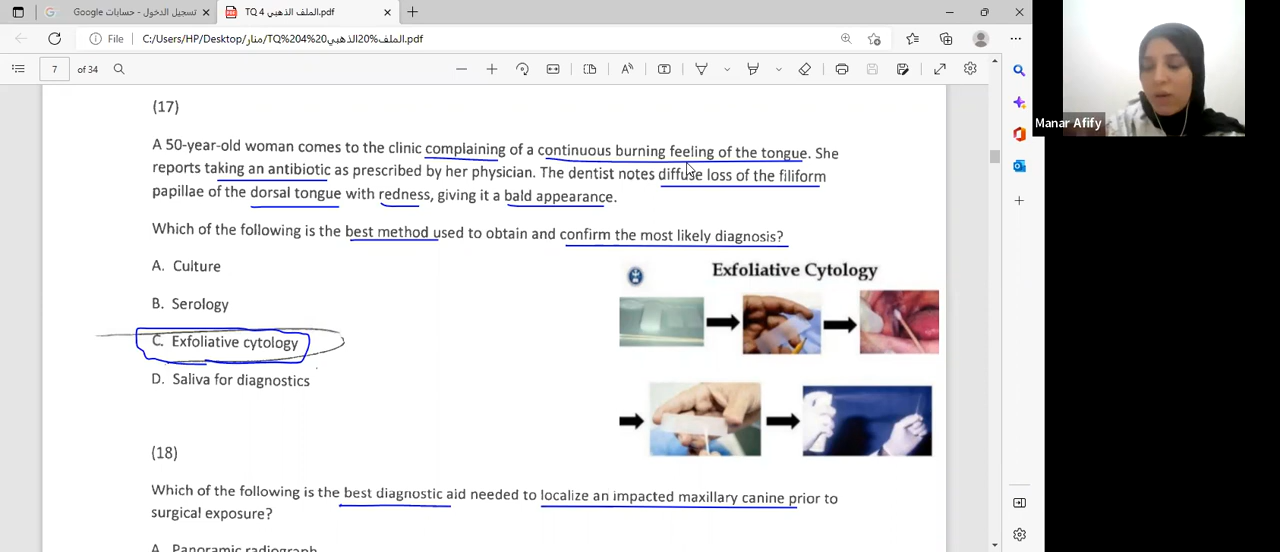 Google تسجيل الدخول - حسابات
TQ 4 الملف الذهبي.pdf
File
C:/Users/HP/Desktop/منار/TQ%204%20الملف%20الذهبي.pdf
7 of 34
Manar Afify
(17)
A 50-year-old woman comes to the clinic complaining of a continuous burning feeling of the tongue. She
reports taking an antibiotic as prescribed by her physician. The dentist notes diffuse loss of the filiform
papillae of the dorsal tongue with redness, giving it a bald appearance.
Which of the following is the best method used to obtain and confirm the most likely diagnosis?
A. Culture
B. Serology
C. Exfoliative cytology
D. Saliva for diagnostics
Exfoliative Cytology
(18)
Which of the following is the best diagnostic aid needed to localize an impacted maxillary canine prior to
surgical exposure?
A. Panoramic radiograph